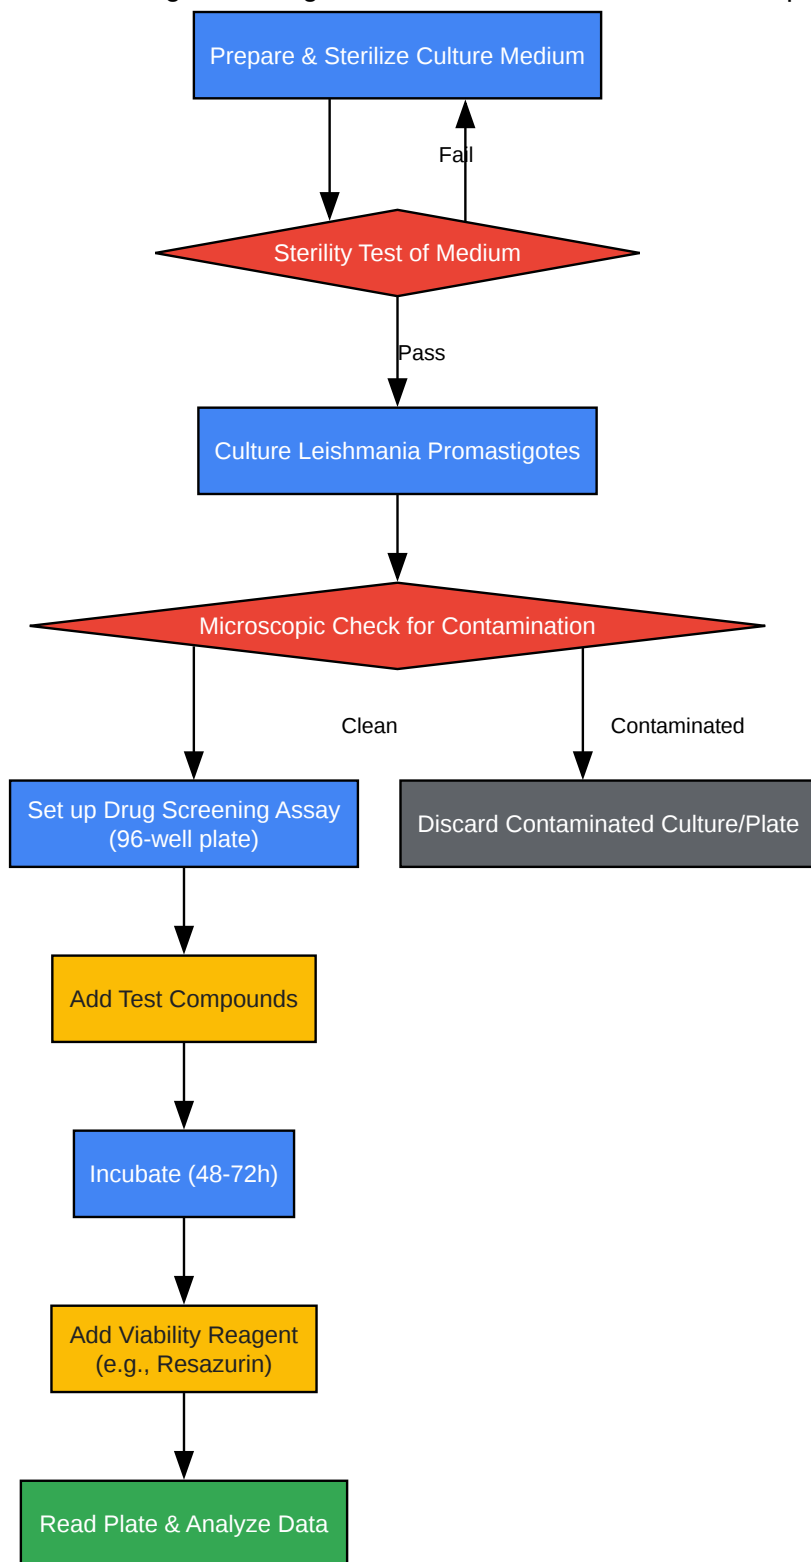 Prepare & Sterilize Culture Medium
Fail
Sterility Test of Medium
Pass
Culture Leishmania Promastigotes
Microscopic Check for Contamination
Clean
Contaminated
Set up Drug Screening Assay
(96-well plate)
Discard Contaminated Culture/Plate
Add Test Compounds
Incubate (48-72h)
Add Viability Reagent
(e.g., Resazurin)
Read Plate & Analyze Data